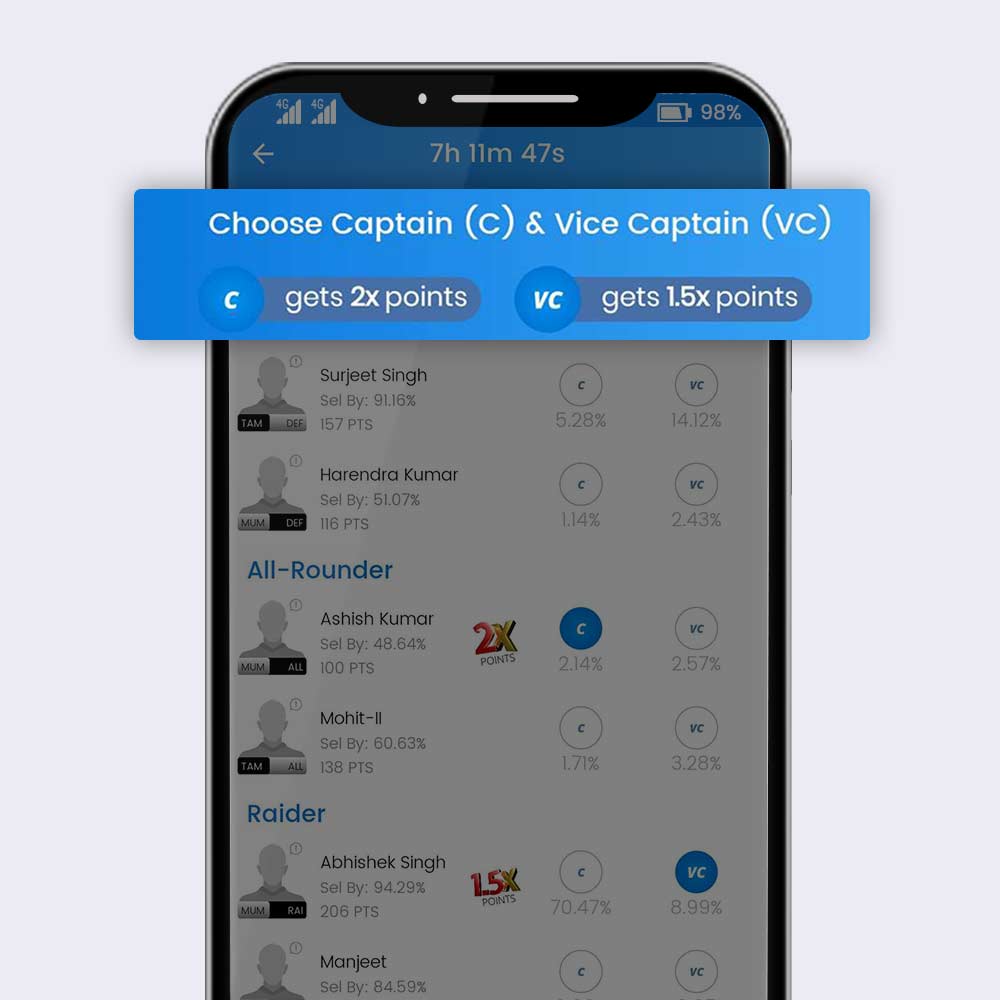 4G 4G 98%
7h 11m 47s
Choose Captain (C) & Vice Captain (VC)
C gets 2x points VC gets 1.5x points
Surjeet Singh
Sel By: 91.16%
157 PTS
TAM DEF
C VC
5.28% 14.12%
Harendra Kumar
Sel By: 51.07%
116 PTS
MUM DEF
C VC
1.14% 2.43%
All-Rounder
Ashish Kumar
Sel By: 48.64%
100 PTS
MUM ALL
2X
POINTS
C VC
2.14% 2.57%
Mohit-II
Sel By: 60.63%
138 PTS
TAM ALL
C VC
1.71% 3.28%
Raider
Abhishek Singh
Sel By: 94.29%
206 PTS
MUM RAI
1.5X
POINTS
C VC
70.47% 8.99%
Manjeet
Sel By: 84.59%
C VC